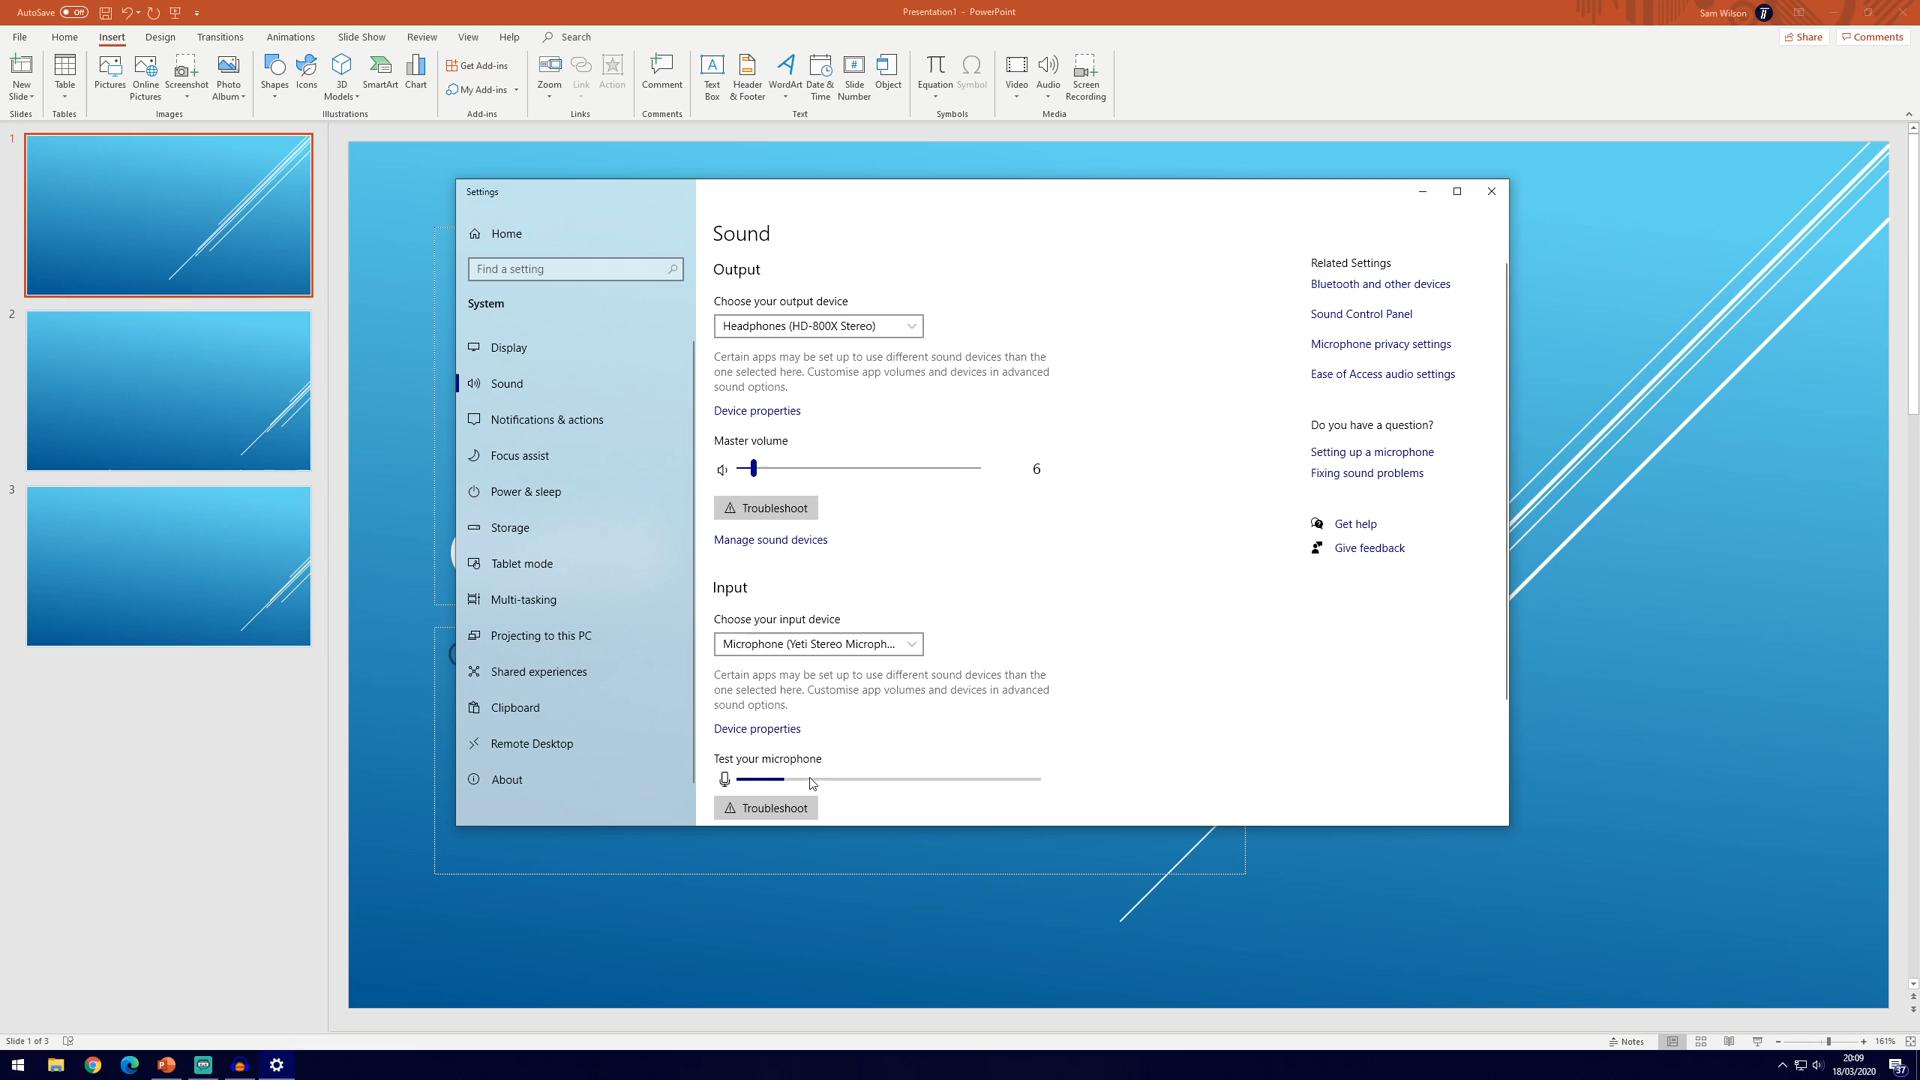 AutoSave Off
Presentation1 - PowerPoint
Sam Wilson
File Home Insert Design Transitions Animations Slide Show Review View Help Search
Share Comments
New Slide
Table
Pictures
Online Pictures
Screenshot
Photo Album
Shapes
Icons
3D Models
SmartArt
Chart
Get Add-ins
My Add-ins
Zoom
Link
Action
Comment
Text Box
Header & Footer
WordArt
Date & Time
Slide Number
Object
Equation
Symbol
Video
Audio
Screen Recording
Slides Tables Images Illustrations Add-ins Links Comments Text Symbols Media
1
2
3
Settings
Home
Find a setting
System
Display
Sound
Notifications & actions
Focus assist
Power & sleep
Storage
Tablet mode
Multi-tasking
Projecting to this PC
Shared experiences
Clipboard
Remote Desktop
About
Sound
Output
Choose your output device
Headphones (HD-800X Stereo)
Certain apps may be set up to use different sound devices than the
one selected here. Customise app volumes and devices in advanced
sound options.
Device properties
Master volume
6
Troubleshoot
Manage sound devices
Input
Choose your input device
Microphone (Yeti Stereo Microph...
Certain apps may be set up to use different sound devices than the
one selected here. Customise app volumes and devices in advanced
sound options.
Device properties
Test your microphone
Troubleshoot
Related Settings
Bluetooth and other devices
Sound Control Panel
Microphone privacy settings
Ease of Access audio settings
Do you have a question?
Setting up a microphone
Fixing sound problems
Get help
Give feedback
Slide 1 of 3
Notes
161%
20:09
18/03/2020
37